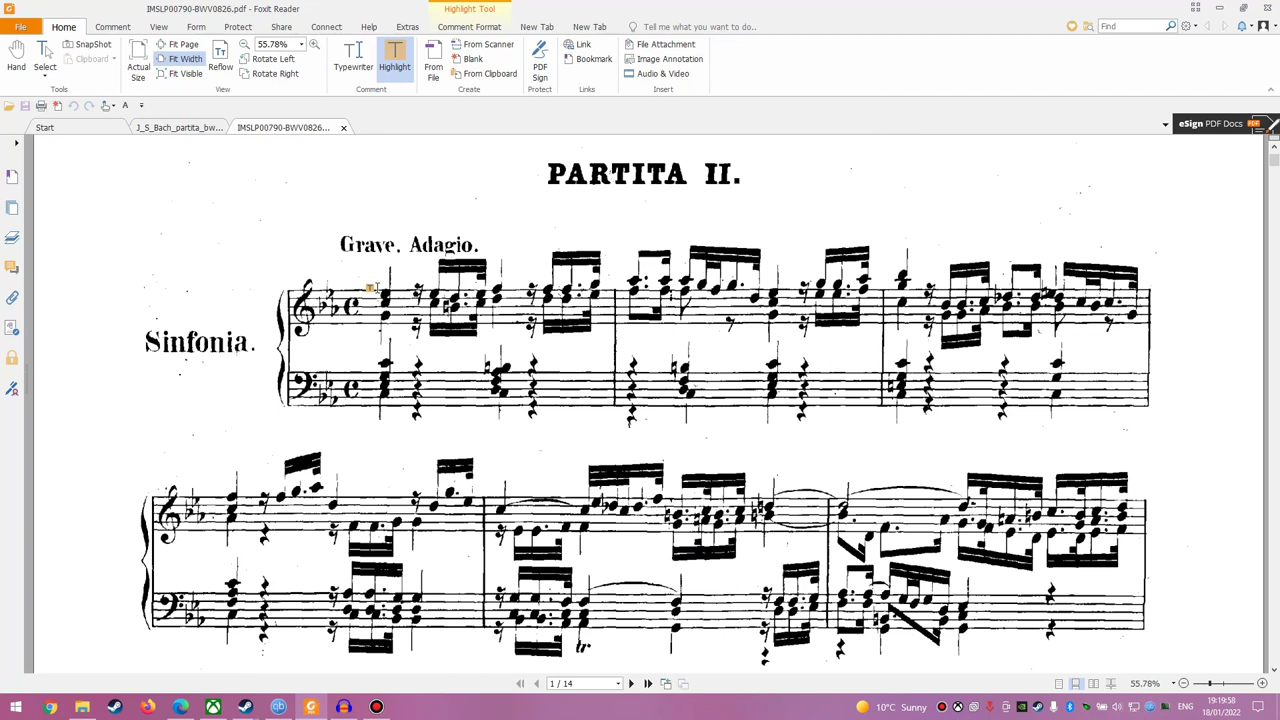 IMSLP00790-BWV0826.pdf - Foxit Reader
Highlight Tool
File
Home
Comment
View
Form
Protect
Share
Connect
Help
Extras
Comment Format
New Tab
New Tab
Tell me what you want to do...
Find
Hand
Select
SnapShot
Clipboard
Actual Size
Fit Page
Fit Width
Fit Visible
Reflow
55.78%
Rotate Left
Rotate Right
Typewriter
Highlight
From File
From Scanner
Blank
From Clipboard
PDF Sign
Link
Bookmark
File Attachment
Image Annotation
Audio & Video
Tools
View
Comment
Create
Protect
Links
Insert
Start
J_S_Bach_partita_bw...
IMSLP00790-BWV0826...
eSign PDF Docs
PARTITA II.
Grave. Adagio.
Sinfonia.
tr.
1 / 14
55.78%
10°C Sunny
ENG
19:19:58
18/01/2022